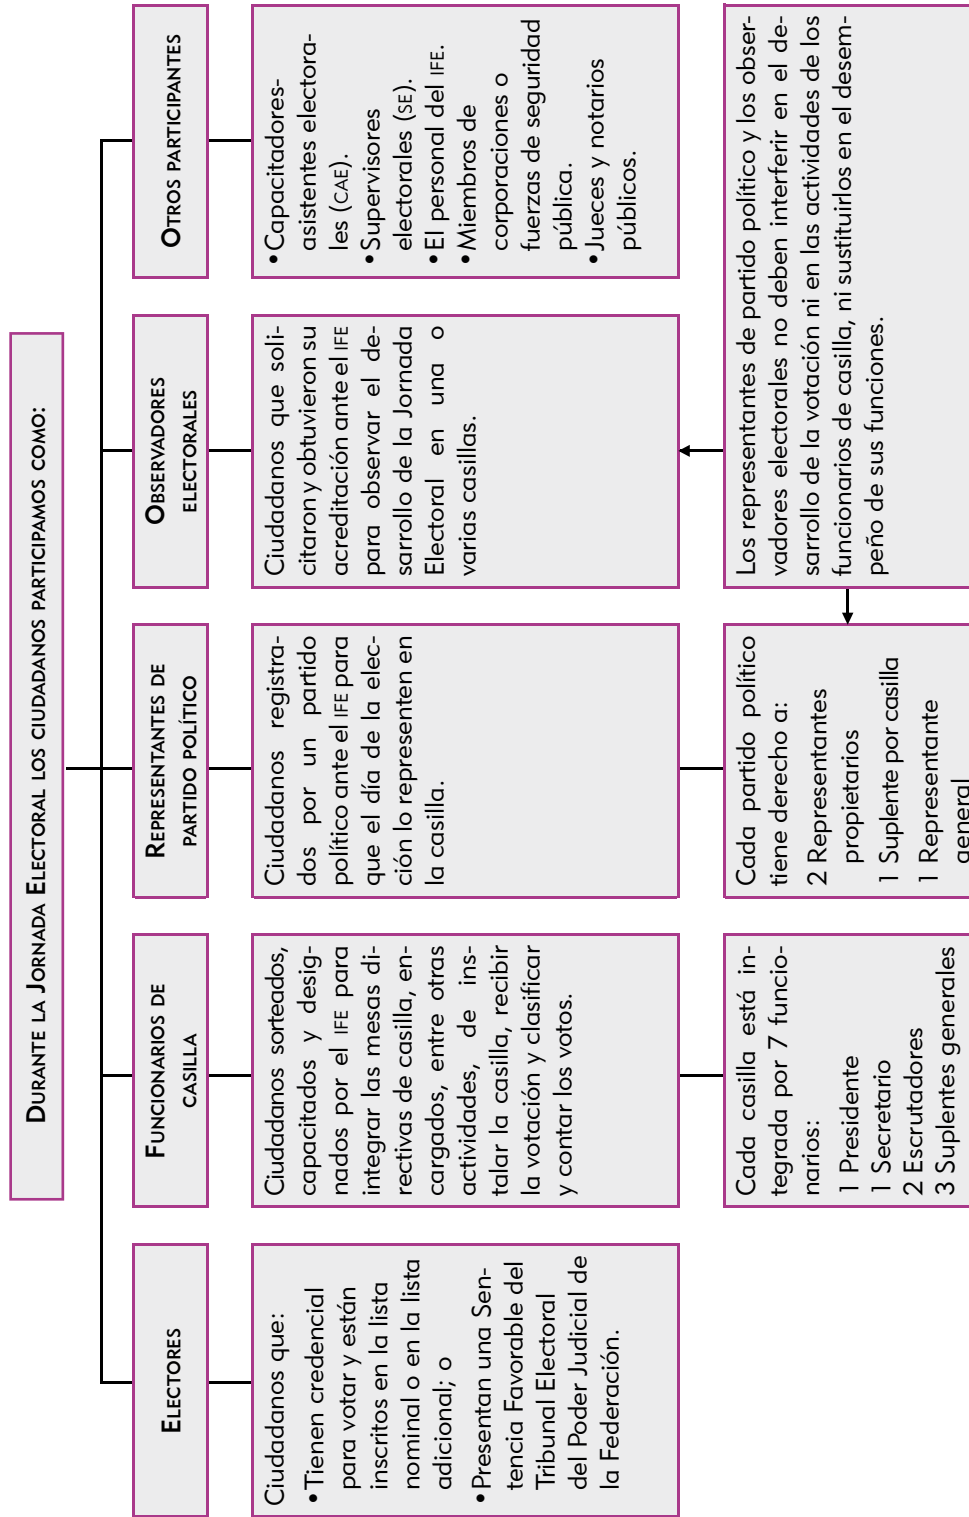 DURANTE LA JORNADA ELECTORAL LOS CIUDADANOS PARTICIPAMOS COMO:
ELECTORES
Ciudadanos que:
•Tienen credencial
para votar y están
inscritos en la lista
nominal o en la lista
adicional; o
•Presentan una Sen-
tencia Favorable del
Tribunal Electoral
del Poder Judicial de
la Federación.
FUNCIONARIOS DE
CASILLA
Ciudadanos sorteados,
capacitados y desig-
nados por el IFE para
integrar las mesas di-
rectivas de casilla, en-
cargados, entre otras
actividades, de ins-
talar la casilla, recibir
la votación y clasificar
y contar los votos.
Cada casilla está in-
tegrada por 7 funcio-
narios:
1 Presidente
1 Secretario
2 Escrutadores
3 Suplentes generales
REPRESENTANTES DE
PARTIDO POLÍTICO
Ciudadanos registra-
dos por un partido
político ante el IFE para
que el día de la elec-
ción lo representen en
la casilla.
Cada partido político
tiene derecho a:
2 Representantes
propietarios
1 Suplente por casilla
1 Representante
general
OBSERVADORES
ELECTORALES
Ciudadanos que soli-
citaron y obtuvieron su
acreditación ante el IFE
para observar el de-
sarrollo de la Jornada
Electoral en una o
varias casillas.
Los representantes de partido político y los obser-
vadores electorales no deben interferir en el de-
sarrollo de la votación ni en las actividades de los
funcionarios de casilla, ni sustituirlos en el desem-
peño de sus funciones.
OTROS PARTICIPANTES
•Capacitadores-
asistentes electora-
les (CAE).
•Supervisores
electorales (SE).
•El personal del IFE.
•Miembros de
corporaciones o
fuerzas de seguridad
pública.
•Jueces y notarios
públicos.